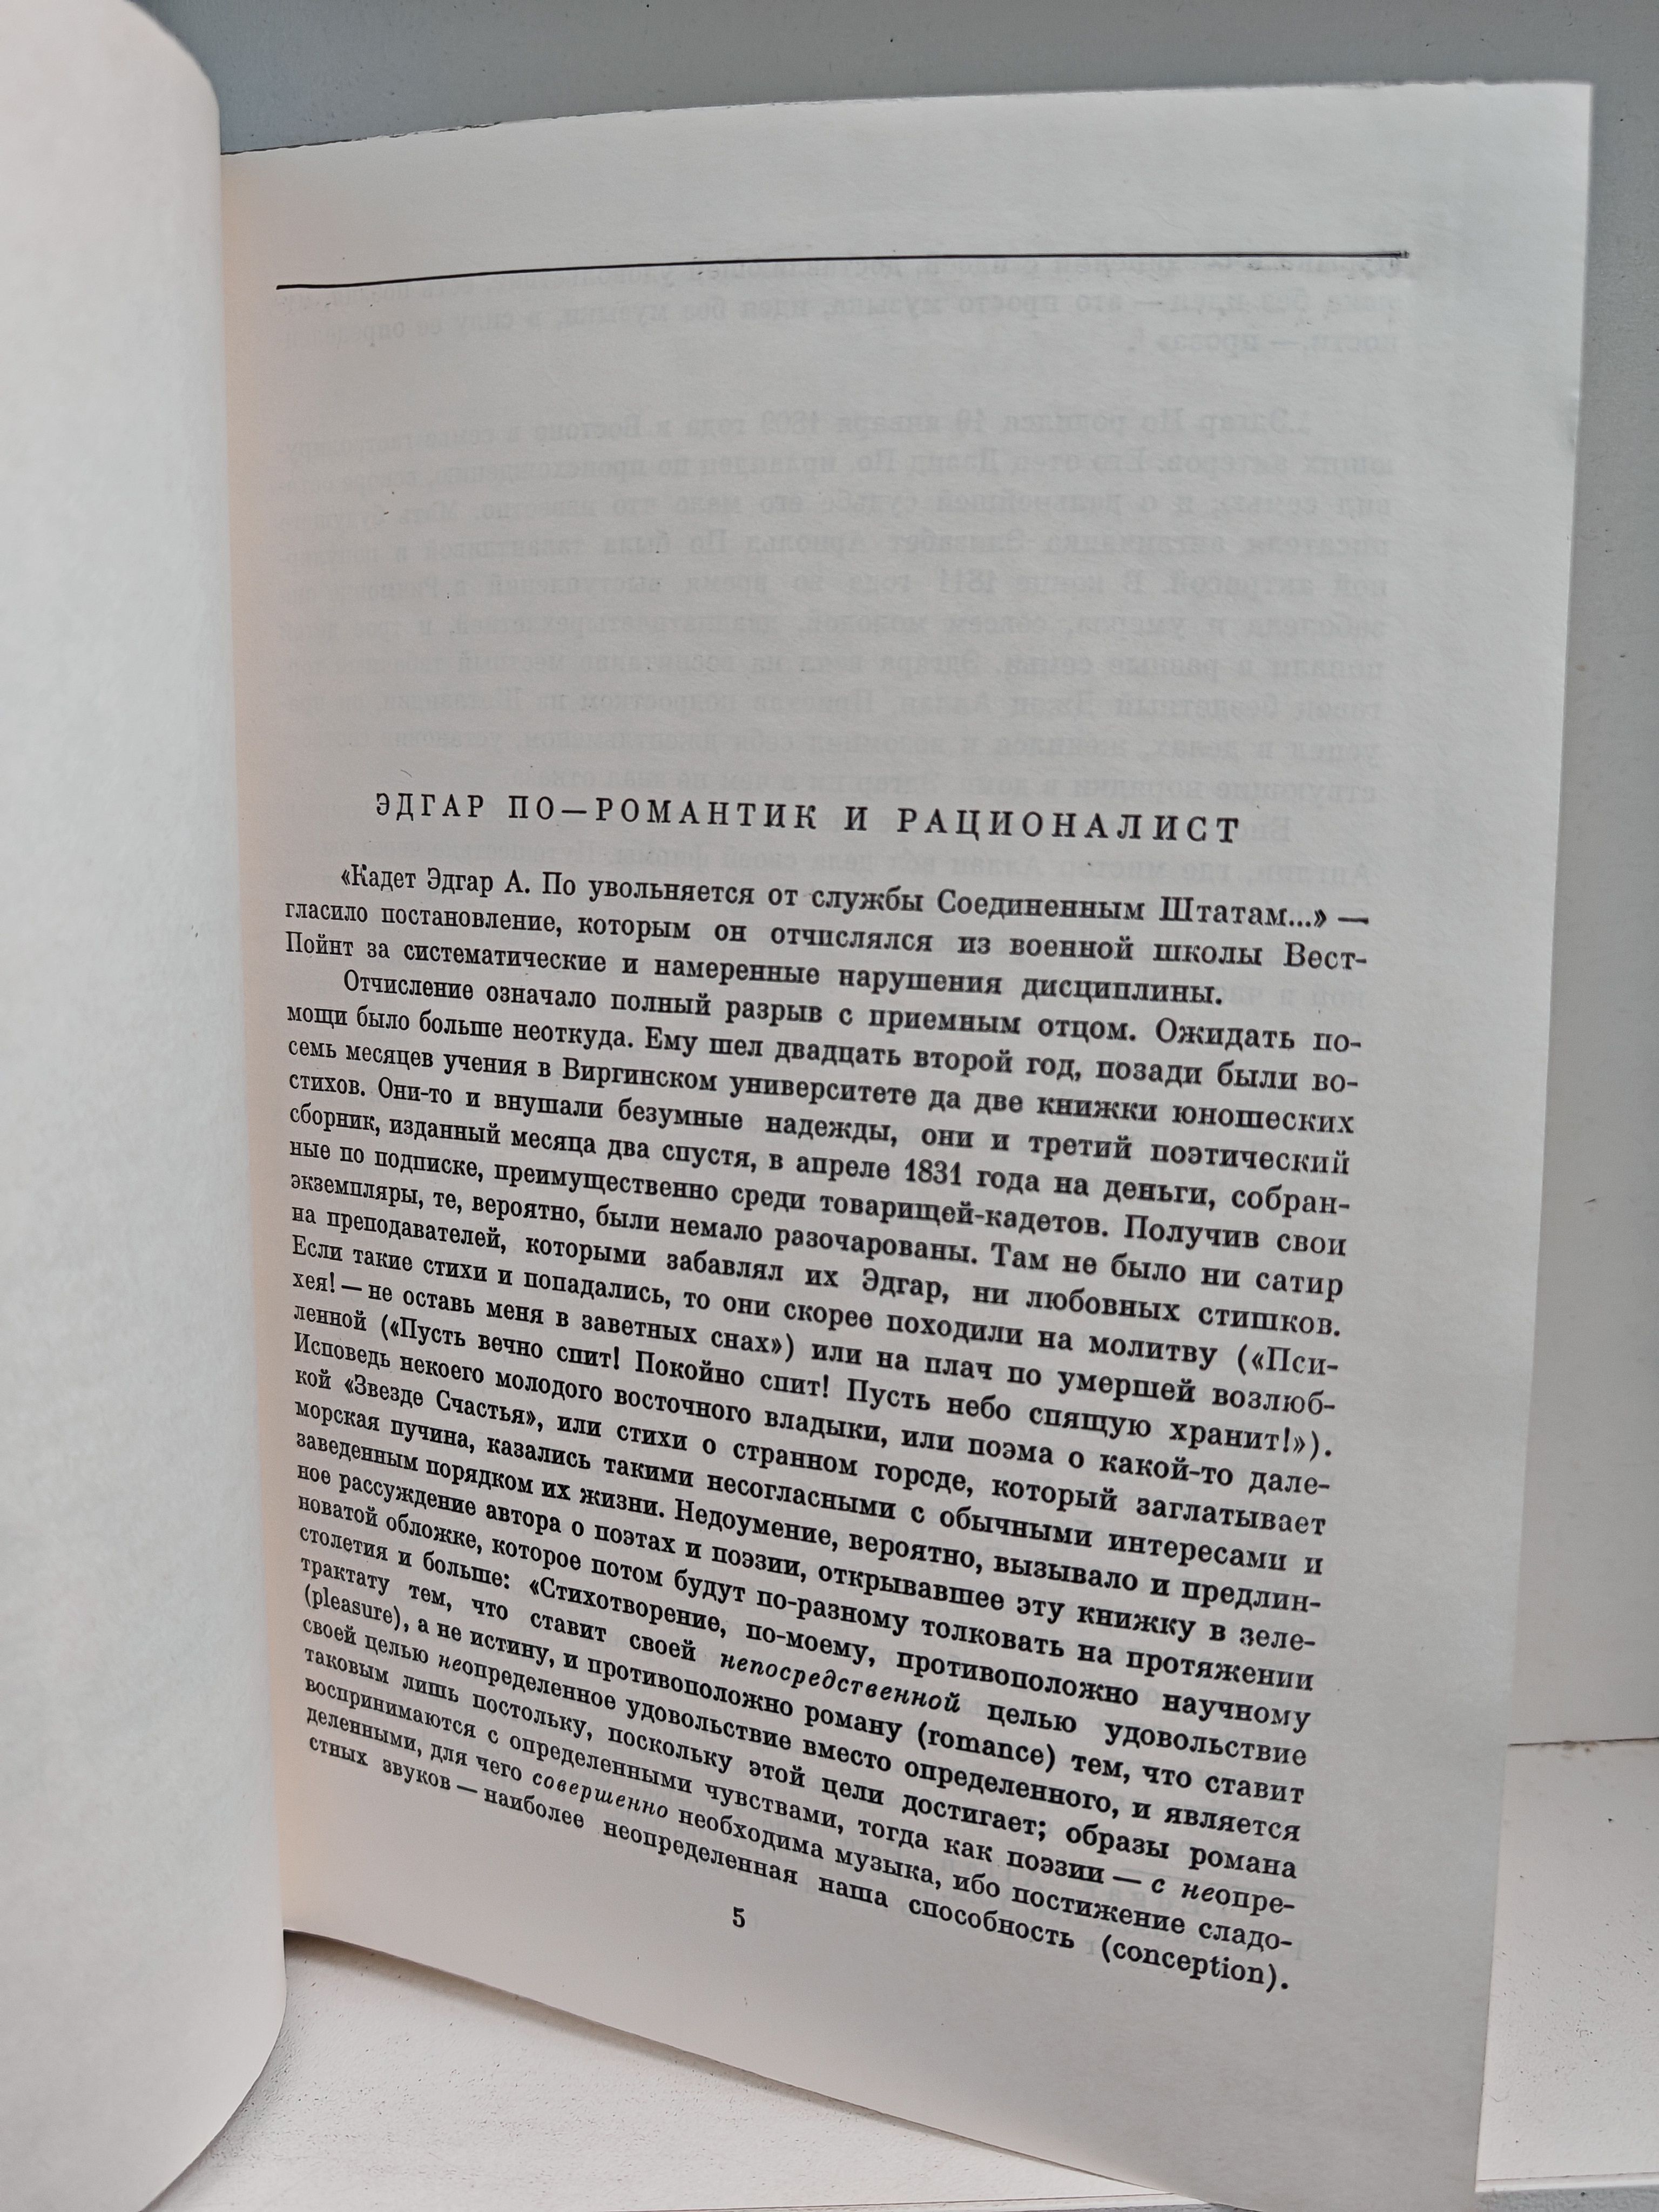 ЭДГАР ПО—РОМАНТИК И РАЦИОНАЛИСТ
«Кадет Эдгар А. По увольняется от службы Соединенным Штатам...» —
гласило постановление, которым он отчислялся из военной школы Вест-
Пойнт за систематические и намеренные нарушения дисциплины.
Отчисление означало полный разрыв с приемным отцом. Ожидать по-
мощи было больше неоткуда. Ему шел двадцать второй год, позади были во-
семь месяцев учения в Виргинском университете да две книжки юношеских
стихов. Они-то и внушали безумные надежды, они и третий поэтический
сборник, изданный месяца два спустя, в апреле 1831 года на деньги, собран-
ные по подписке, преимущественно среди товарищей-кадетов. Получив свои
экземпляры, те, вероятно, были немало разочарованы. Там не было ни сатир
на преподавателей, которыми забавлял их Эдгар, ни любовных стишков.
Если такие стихи и попадались, то они скорее походили на молитву («Пси-
хея! — не оставь меня в заветных снах») или на плач по умершей возлюб-
ленной («Пусть вечно спит! Покойно спит! Пусть небо спящую хранит!»).
Исповедь некоего молодого восточного владыки, или поэма о какой-то дале-
кой «Звезде Счастья», или стихи о странном городе, который заглатывает
морская пучина, казались такими несогласными с обычными интересами и
заведенным порядком их жизни. Недоумение, вероятно, вызывало и предлин-
ное рассуждение автора о поэтах и поэзии, открывавшее эту книжку в зеле-
новатой обложке, которое потом будут по-разному толковать на протяжении
столетия и больше: «Стихотворение, по-моему, противоположно научному
трактату тем, что ставит своей непосредственной целью удовольствие
(pleasure), а не истину, и противоположно роману (romance) тем, что ставит
своей целью неопределенное удовольствие вместо определенного, и является
таковым лишь постольку, поскольку этой цели достигает; образы романа
воспринимаются с определенными чувствами, тогда как поэзии — с неопре-
деленными, для чего совершенно необходима музыка, ибо постижение сладо-
стных звуков — наиболее неопределенная наша способность (conception).
5